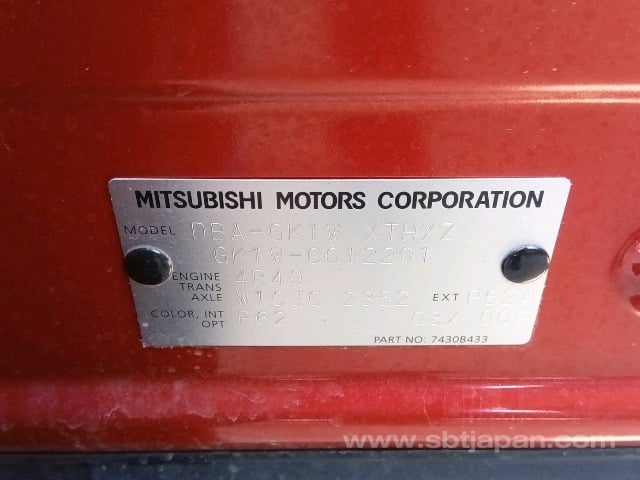 MITSUBISHI MOTORS CORPORATION
MODEL DBA-GK1W XTHXZ
GK1W-0012201
ENGINE 4B40
TRANS
AXLE W1CJC 2352 EXT P62A
COLOR, INT P62 03X 002
OPT
PART NO: 7430B433
www.sbtjapan.com